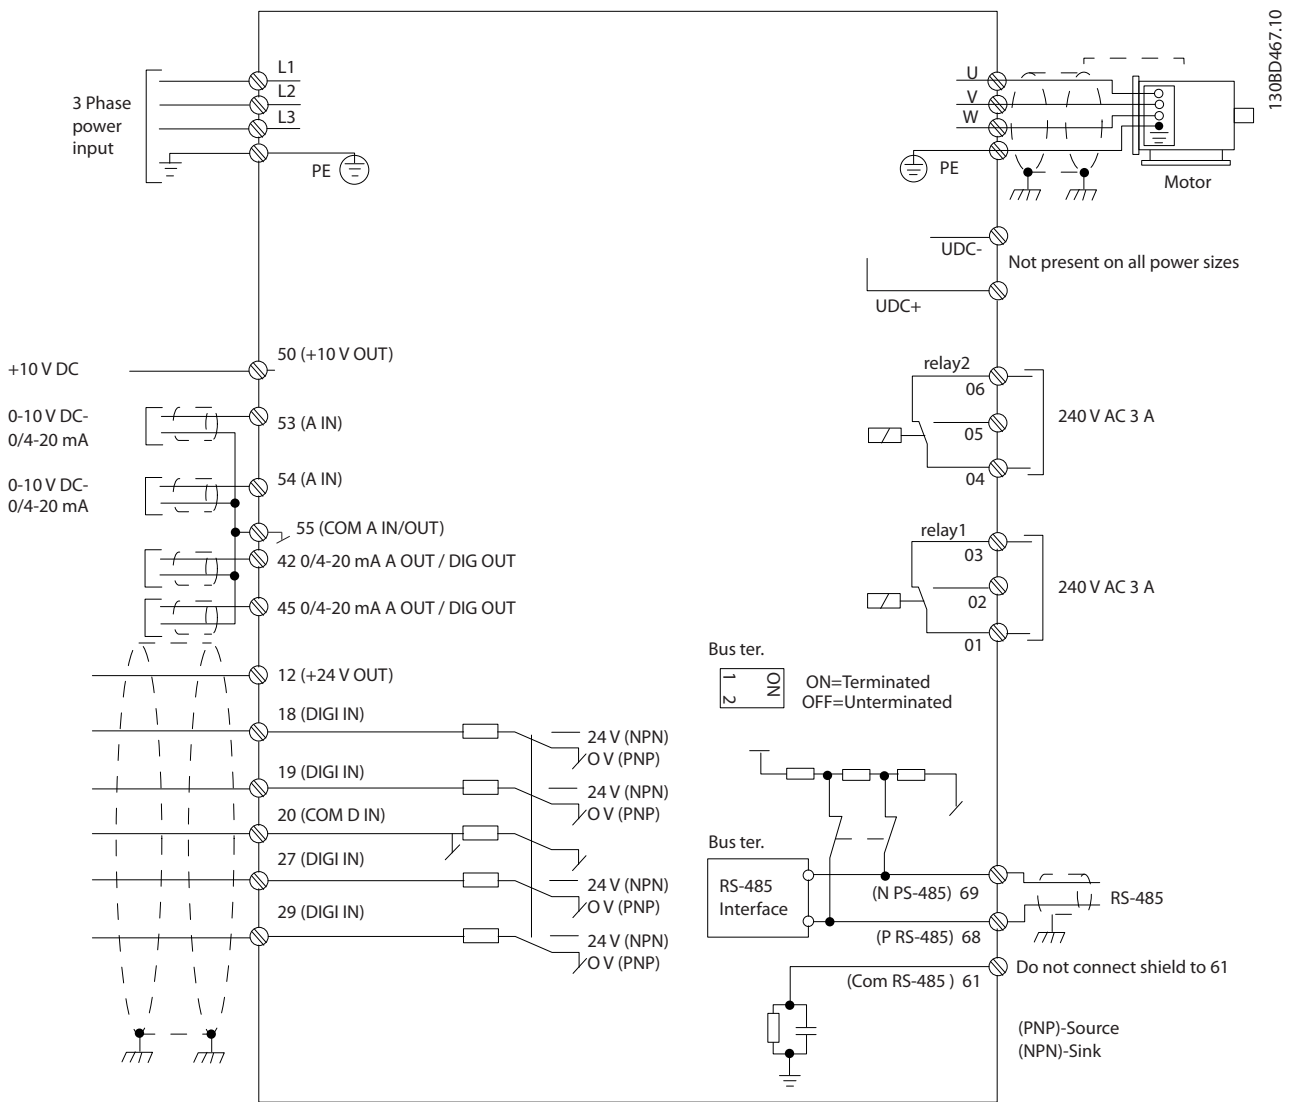 130BD467.10
3 Phase
power
input
L1
L2
L3
PE
U
V
W
PE
Motor
UDC-
Not present on all power sizes
UDC+
+10 V DC
50 (+10 V OUT)
0-10 V DC-
0/4-20 mA
53 (A IN)
0-10 V DC-
0/4-20 mA
54 (A IN)
55 (COM A IN/OUT)
42 0/4-20 mA A OUT / DIG OUT
45 0/4-20 mA A OUT / DIG OUT
12 (+24 V OUT)
18 (DIGI IN)
24 V (NPN)
O V (PNP)
19 (DIGI IN)
24 V (NPN)
O V (PNP)
20 (COM D IN)
27 (DIGI IN)
24 V (NPN)
O V (PNP)
29 (DIGI IN)
24 V (NPN)
O V (PNP)
relay2
06
05
04
240 V AC 3 A
relay1
03
02
01
240 V AC 3 A
Bus ter.
1
2
ON
ON=Terminated
OFF=Unterminated
Bus ter.
RS-485
Interface
(N PS-485) 69
RS-485
(P RS-485) 68
(Com RS-485 ) 61
Do not connect shield to 61
(PNP)-Source
(NPN)-Sink